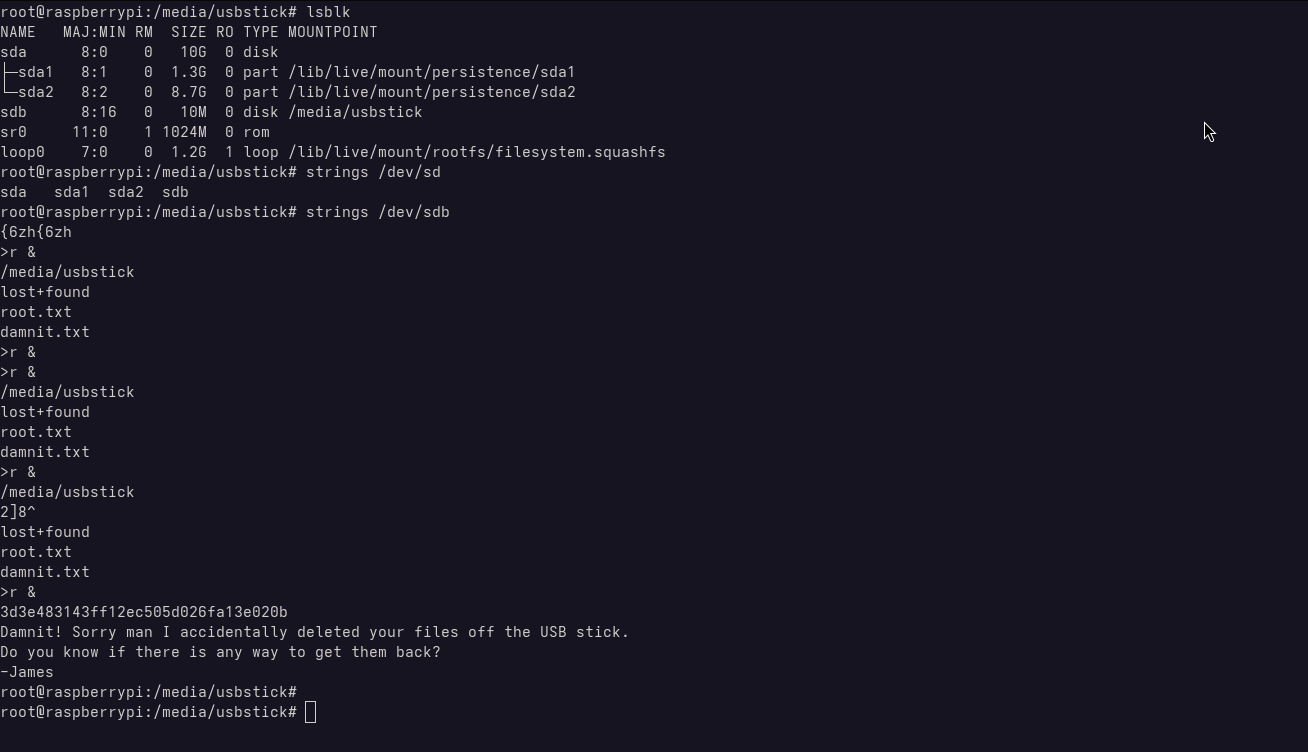 root@raspberrypi:/media/usbstick# lsblk
NAME   MAJ:MIN RM  SIZE RO TYPE MOUNTPOINT
sda      8:0    0   10G  0 disk
├─sda1   8:1    0  1.3G  0 part /lib/live/mount/persistence/sda1
└─sda2   8:2    0  8.7G  0 part /lib/live/mount/persistence/sda2
sdb      8:16   0   10M  0 disk /media/usbstick
sr0     11:0    1 1024M  0 rom
loop0    7:0    0  1.2G  1 loop /lib/live/mount/rootfs/filesystem.squashfs
root@raspberrypi:/media/usbstick# strings /dev/sd
sda   sda1  sda2  sdb
root@raspberrypi:/media/usbstick# strings /dev/sdb
{6zh{6zh
>r &
/media/usbstick
lost+found
root.txt
damnit.txt
>r &
>r &
/media/usbstick
lost+found
root.txt
damnit.txt
>r &
/media/usbstick
2]8^
lost+found
root.txt
damnit.txt
>r &
3d3e483143ff12ec505d026fa13e020b
Damnit! Sorry man I accidentally deleted your files off the USB stick.
Do you know if there is any way to get them back?
-James
root@raspberrypi:/media/usbstick#
root@raspberrypi:/media/usbstick#